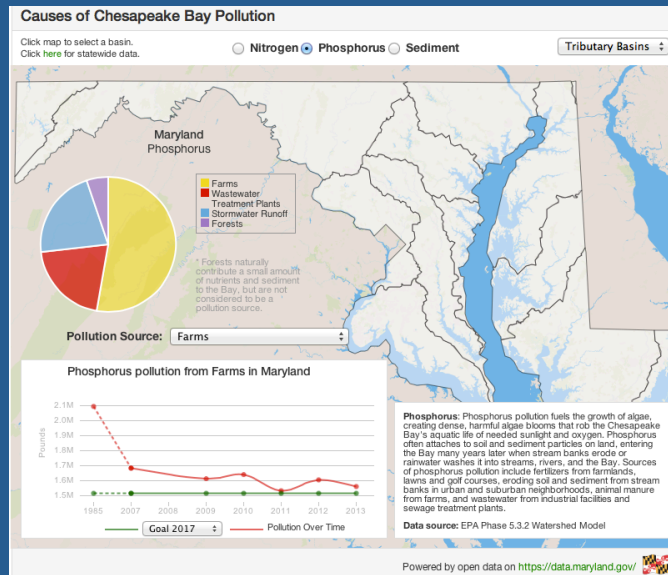 Causes of Chesapeake Bay Pollution
Click map to select a basin.
Click here for statewide data.
Nitrogen Phosphorus Sediment
Tributary Basins
Maryland
Phosphorus
Farms
Wastewater
Treatment Plants
Stormwater Runoff
Forests
* Forests naturally
contribute a small amount
of nutrients and sediment
to the Bay, but are not
considered to be a
pollution source.
Pollution Source: Farms
Phosphorus pollution from Farms in Maryland
Pounds
2.1M
2.0M
1.9M
1.8M
1.7M
1.6M
1.5M
1985 2007 2008 2009 2010 2011 2012 2013
Goal 2017 Pollution Over Time
Phosphorus: Phosphorus pollution fuels the growth of algae,
creating dense, harmful algae blooms that rob the Chesapeake
Bay's aquatic life of needed sunlight and oxygen. Phosphorus
often attaches to soil and sediment particles on land, entering
the Bay many years later when stream banks erode or
rainwater washes it into streams, rivers, and the Bay. Sources
of phosphorus pollution include fertilizers from farmlands,
lawns and golf courses, eroding soil and sediment from stream
banks in urban and suburban neighborhoods, animal manure
from farms, and wastewater from industrial facilities and
sewage treatment plants.
Data source: EPA Phase 5.3.2 Watershed Model
Powered by open data on https://data.maryland.gov/